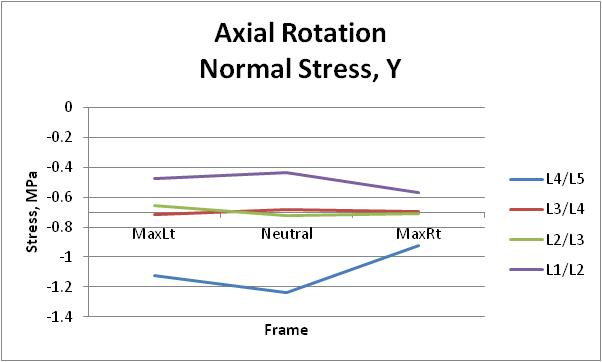 Axial Rotation
Normal Stress, Y
Stress, MPa
0
-0.2
-0.4
-0.6
-0.8
-1
-1.2
-1.4
MaxLt
Neutral
MaxRt
Frame
L4/L5
L3/L4
L2/L3
L1/L2